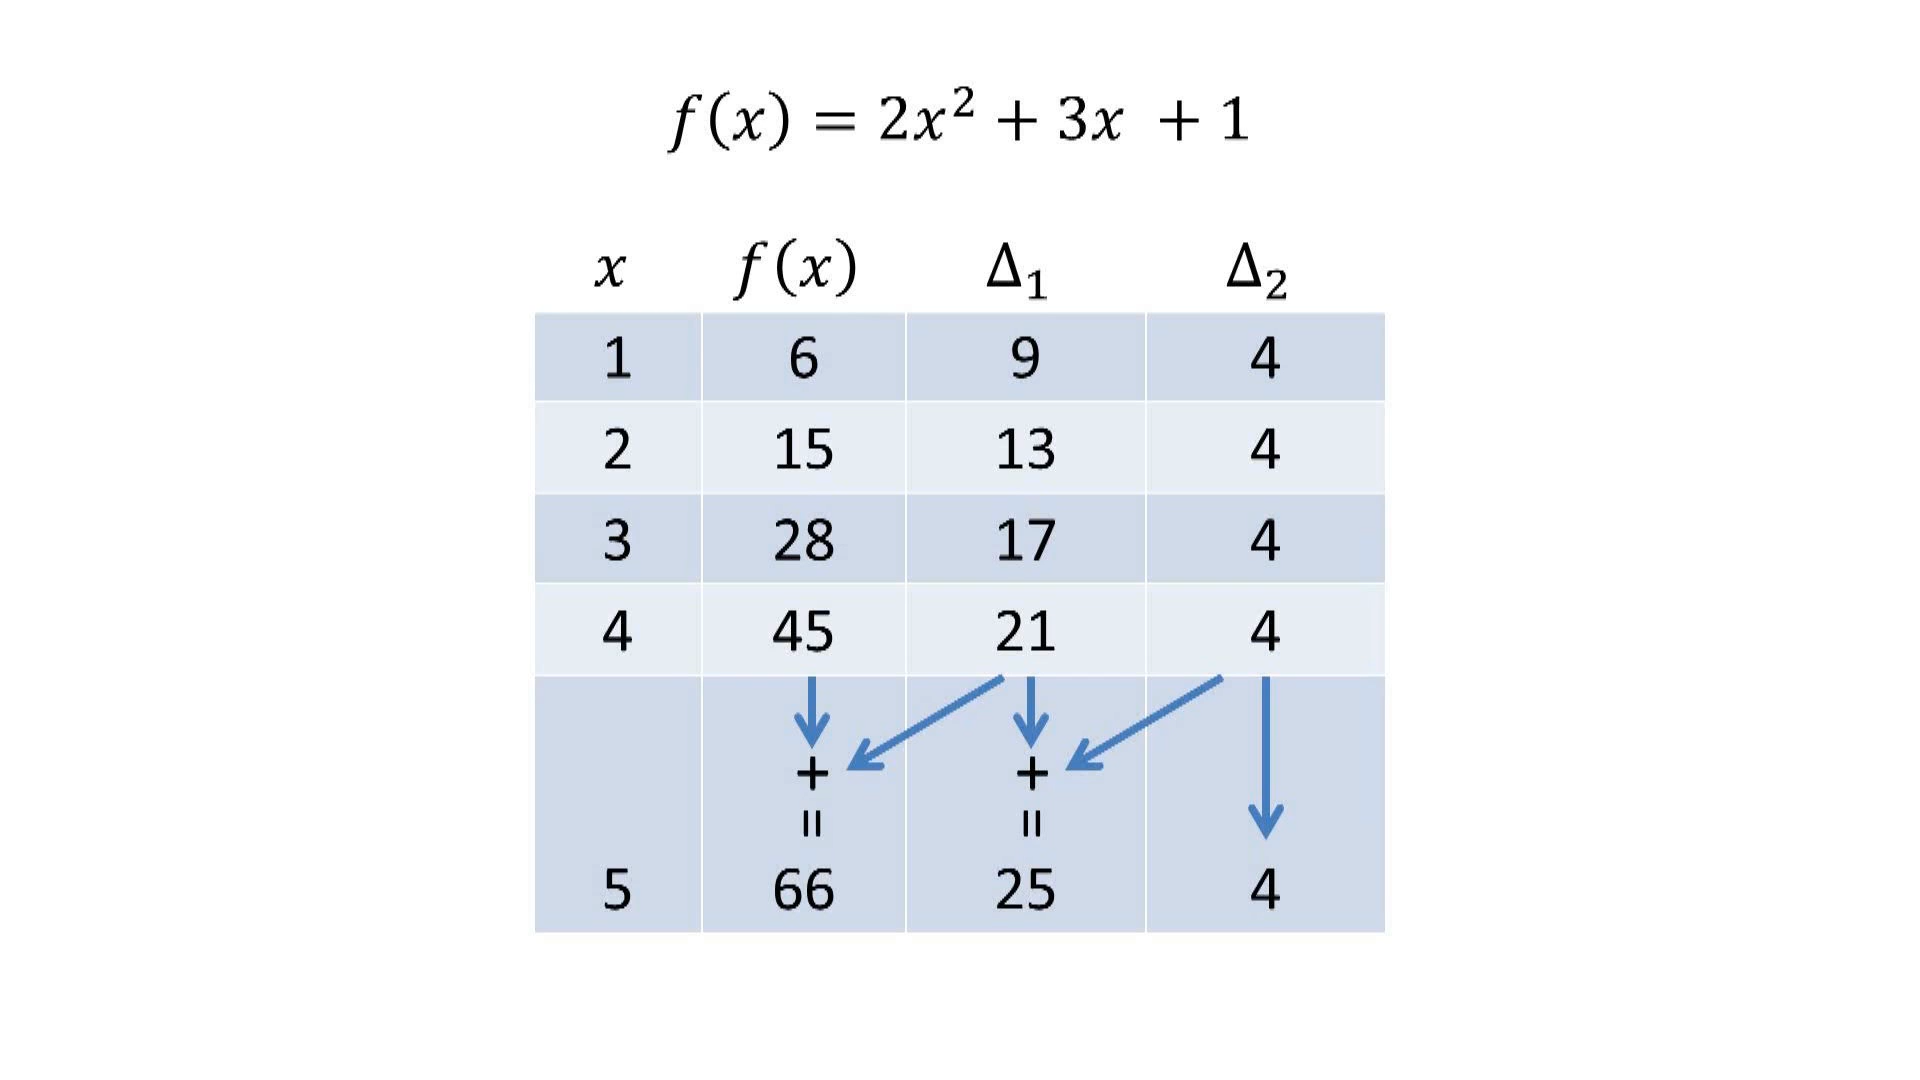 f(x) = 2x² + 3x + 1
x f(x) Δ₁ Δ₂
1 6 9 4
2 15 13 4
3 28 17 4
4 45 21 4
+ +
= =
5 66 25 4